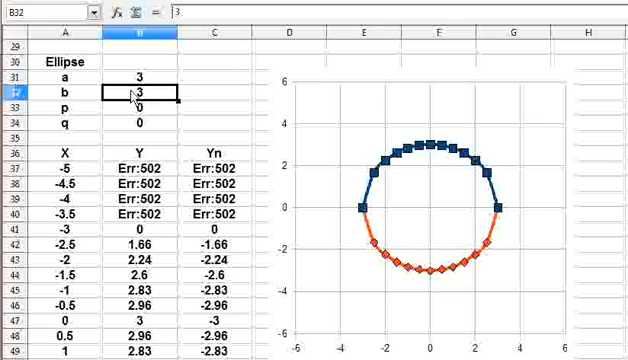 B32 = 3
A B C D E F G H
29
30 Ellipse
31 a 3
32 b 3
33 p 0
34 q 0
35
36 X Y Yn
37 -5 Err:502 Err:502
38 -4.5 Err:502 Err:502
39 -4 Err:502 Err:502
40 -3.5 Err:502 Err:502
41 -3 0 0
42 -2.5 1.66 -1.66
43 -2 2.24 -2.24
44 -1.5 2.6 -2.6
45 -1 2.83 -2.83
46 -0.5 2.96 -2.96
47 0 3 -3
48 0.5 2.96 -2.96
49 1 2.83 -2.83
6
4
2
0
-2
-4
-6
-6 -4 -2 0 2 4 6